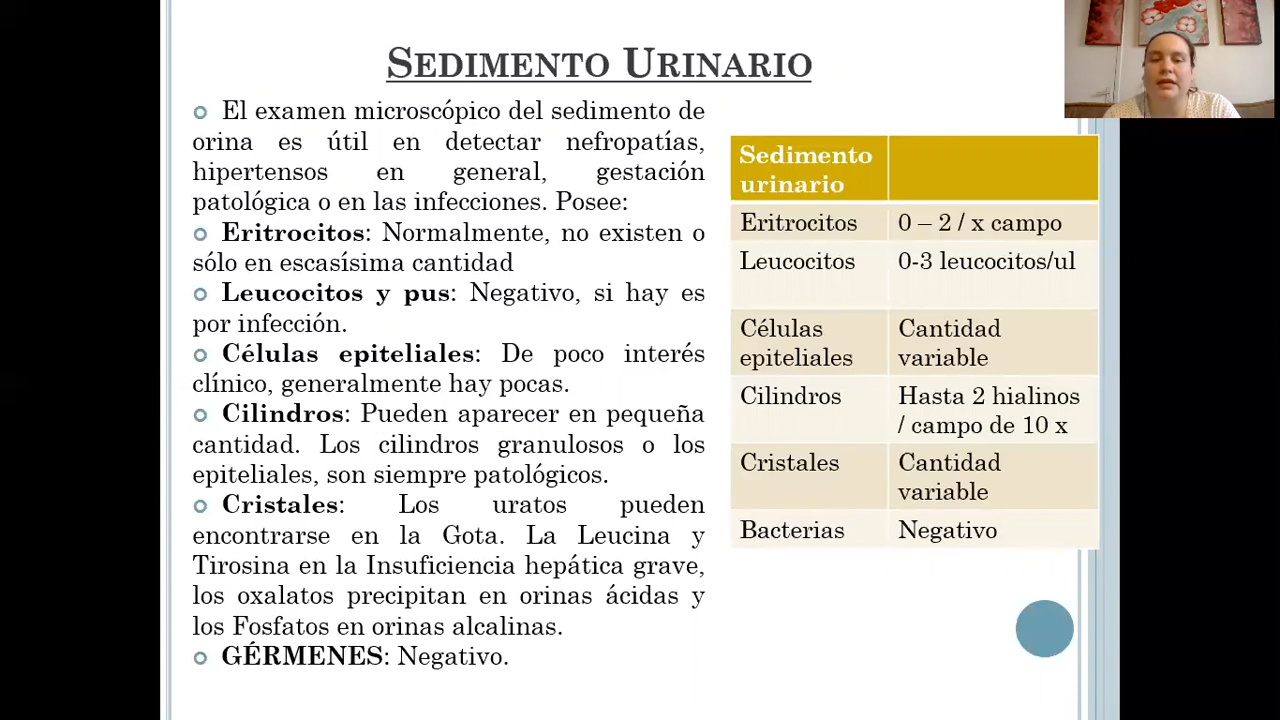 SEDIMENTO URINARIO
El examen microscópico del sedimento de
orina es útil en detectar nefropatías,
hipertensos en general, gestación
patológica o en las infecciones. Posee:
Eritrocitos: Normalmente, no existen o
sólo en escasísima cantidad
Leucocitos y pus: Negativo, si hay es
por infección.
Células epiteliales: De poco interés
clínico, generalmente hay pocas.
Cilindros: Pueden aparecer en pequeña
cantidad. Los cilindros granulosos o los
epiteliales, son siempre patológicos.
Cristales: Los uratos pueden
encontrarse en la Gota. La Leucina y
Tirosina en la Insuficiencia hepática grave,
los oxalatos precipitan en orinas ácidas y
los Fosfatos en orinas alcalinas.
GÉRMENES: Negativo.
Sedimento
urinario
Eritrocitos 0 – 2 / x campo
Leucocitos 0-3 leucocitos/ul
Células Cantidad
epiteliales variable
Cilindros Hasta 2 hialinos
/ campo de 10 x
Cristales Cantidad
variable
Bacterias Negativo